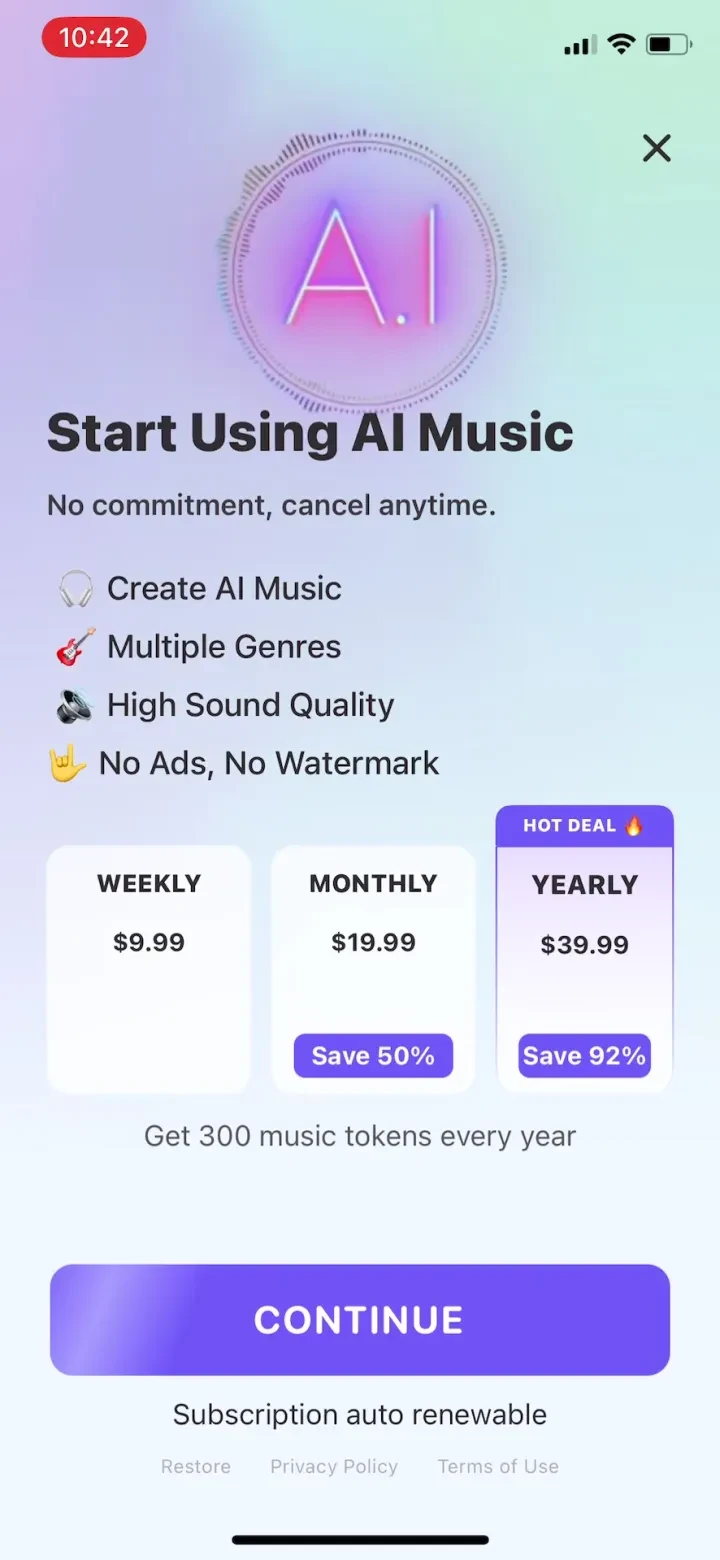 10:42
A.I
Start Using AI Music
No commitment, cancel anytime.
Create AI Music
Multiple Genres
High Sound Quality
No Ads, No Watermark
WEEKLY
$9.99
MONTHLY
$19.99
Save 50%
HOT DEAL 🔥
YEARLY
$39.99
Save 92%
Get 300 music tokens every year
CONTINUE
Subscription auto renewable
Restore Privacy Policy Terms of Use